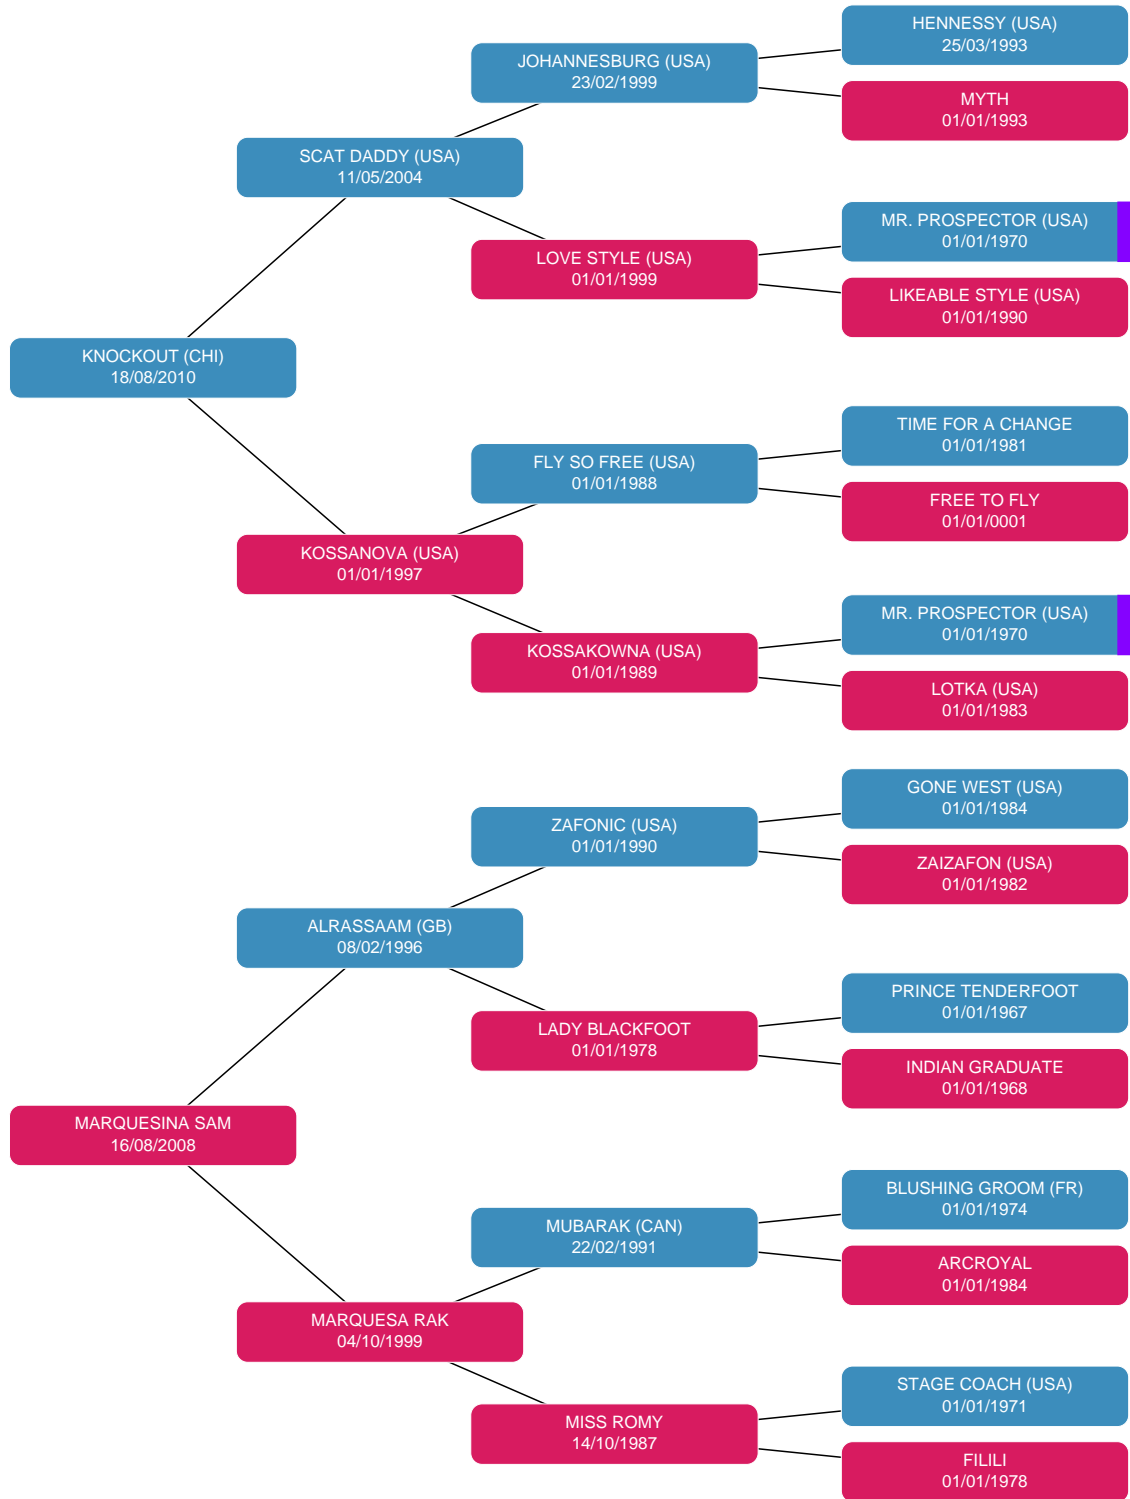 HENNESSY (USA)
25/03/1993
JOHANNESBURG (USA)
23/02/1999
MYTH
01/01/1993
SCAT DADDY (USA)
11/05/2004
MR. PROSPECTOR (USA)
01/01/1970
LOVE STYLE (USA)
01/01/1999
LIKEABLE STYLE (USA)
01/01/1990
KNOCKOUT (CHI)
18/08/2010
TIME FOR A CHANGE
01/01/1981
FLY SO FREE (USA)
01/01/1988
FREE TO FLY
01/01/0001
KOSSANOVA (USA)
01/01/1997
MR. PROSPECTOR (USA)
01/01/1970
KOSSAKOWNA (USA)
01/01/1989
LOTKA (USA)
01/01/1983
GONE WEST (USA)
01/01/1984
ZAFONIC (USA)
01/01/1990
ZAIZAFON (USA)
01/01/1982
ALRASSAAM (GB)
08/02/1996
PRINCE TENDERFOOT
01/01/1967
LADY BLACKFOOT
01/01/1978
INDIAN GRADUATE
01/01/1968
MARQUESINA SAM
16/08/2008
BLUSHING GROOM (FR)
01/01/1974
MUBARAK (CAN)
22/02/1991
ARCROYAL
01/01/1984
MARQUESA RAK
04/10/1999
STAGE COACH (USA)
01/01/1971
MISS ROMY
14/10/1987
FILILI
01/01/1978